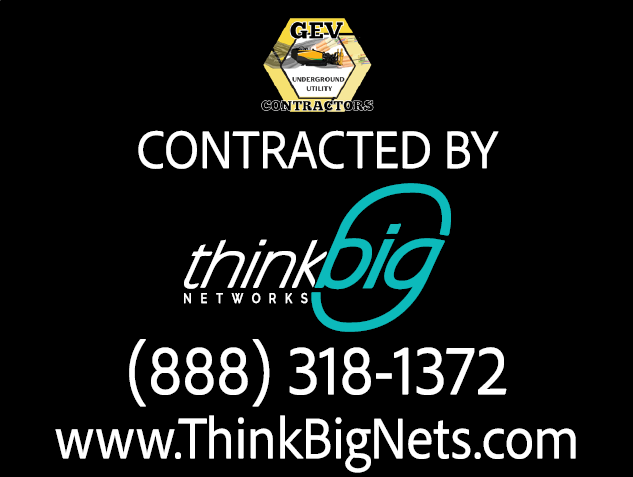 GEV
UNDERGROUND
UTILITY
CONTRACTORS
CONTRACTED BY
thinkbig
NETWORKS
(888) 318-1372
www.ThinkBigNets.com